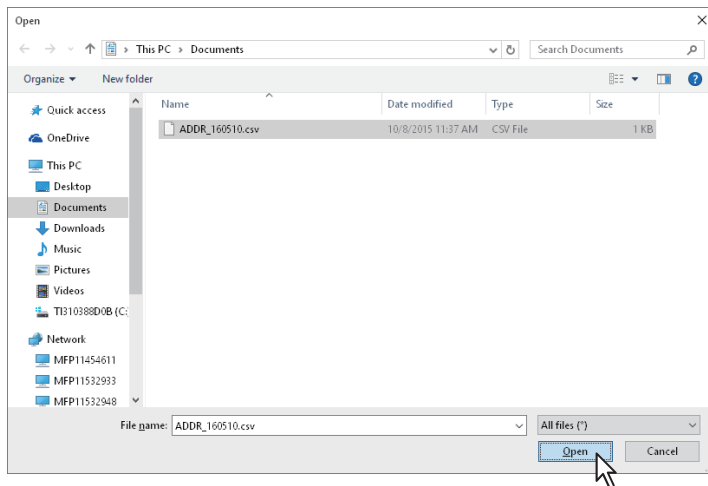 Open
This PC > Documents
Search Documents
Organize
New folder
Name
Date modified
Type
Size
ADDR_160510.csv
10/8/2015 11:37 AM
CSV File
1 KB
Quick access
OneDrive
This PC
Desktop
Documents
Downloads
Music
Pictures
Videos
TI310388D0B (C:
Network
MFP11454611
MFP11532933
MFP11532948
File name:
ADDR_160510.csv
All files (*)
Open
Cancel